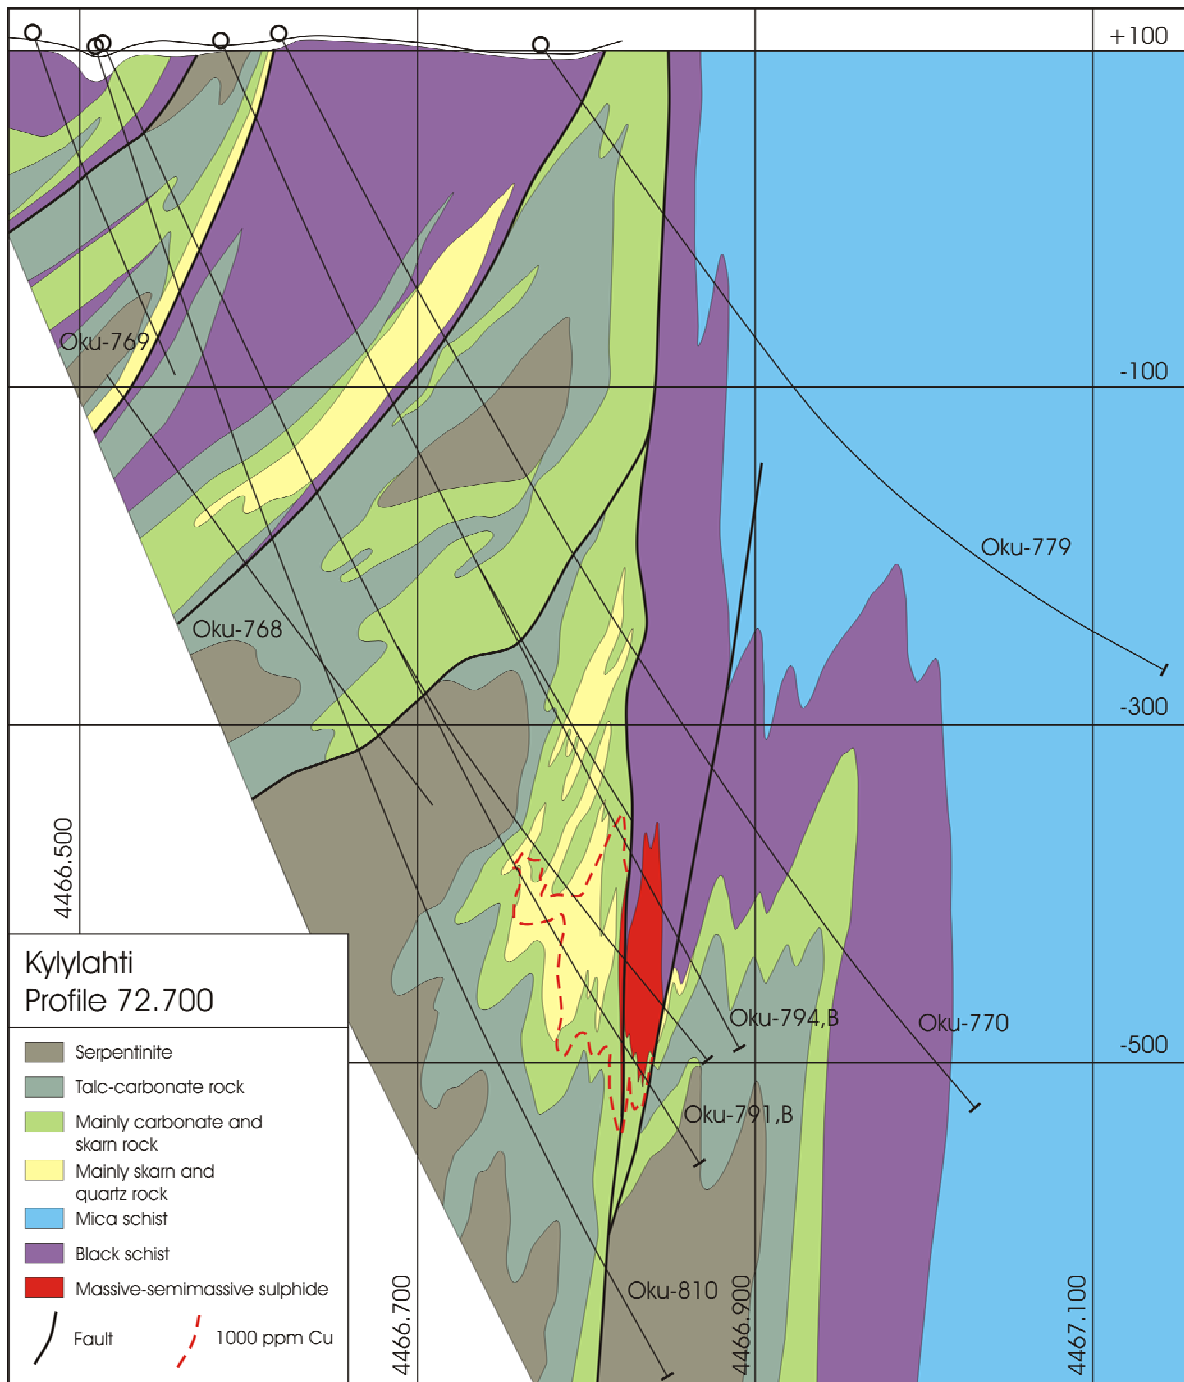 +100
Oku-769
-100
Oku-779
Oku-768
-300
4466.500
Kylylahti
Profile 72.700
Oku-794,B
Oku-770
-500
Serpentinite
Talc-carbonate rock
Mainly carbonate and
skarn rock
Oku-791,B
Mainly skarn and
quartz rock
Mica schist
Black schist
Massive-semimassive sulphide
Oku-810
Fault
1000 ppm Cu
4466.700
4466.900
4467.100